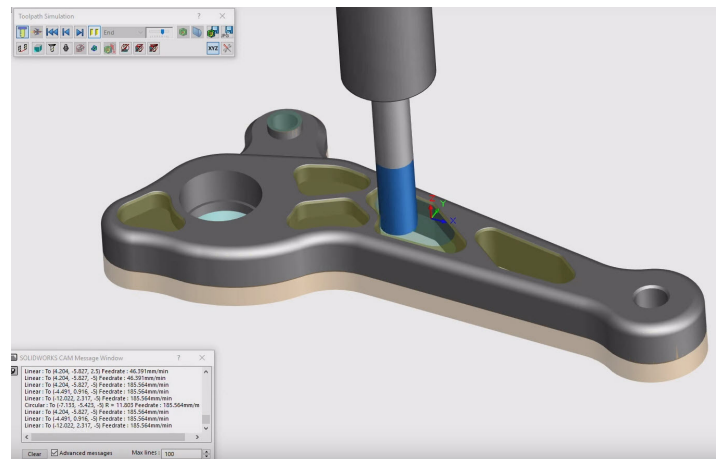 Toolpath Simulation ? ×
End
XYZ
Z
Y
X
SOLIDWORKS CAM Message Window ? ×
Linear : To (4.204, -5.827, 2.5) Feedrate : 46.391mm/min
Linear : To (4.204, -5.827, -5) Feedrate : 46.391mm/min
Linear : To (4.204, -5.827, -5) Feedrate : 185.564mm/min
Linear : To (-4.491, 0.916, -5) Feedrate : 185.564mm/min
Linear : To (-12.022, 2.317, -5) Feedrate : 185.564mm/min
Circular : To (-7.133, -5.423, -5) R = 11.803 Feedrate : 185.564mm/m
Linear : To (4.204, -5.827, -5) Feedrate : 185.564mm/min
Linear : To (-4.491, 0.916, -5) Feedrate : 185.564mm/min
Linear : To (-12.022, 2.317, -5) Feedrate : 185.564mm/min
Clear Advanced messages Max lines : 100